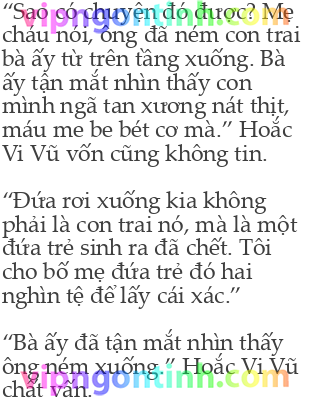 “Sao có chuyện đó được? Mẹ
cháu nói, ông đã ném con trai
bà ấy từ trên tầng xuống. Bà
ấy tận mắt nhìn thấy con
mình ngã tan xương nát thịt,
máu me be bét cơ mà.” Hoắc
Vi Vũ vốn cũng không tin.
“Đứa rơi xuống kia không
phải là con trai nó, mà là một
đứa trẻ sinh ra đã chết. Tôi
cho bố mẹ đứa trẻ đó hai
nghìn tệ để lấy cái xác.”
“Bà ấy đã tận mắt nhìn thấy
ông ném xuống.” Hoắc Vi Vũ
chất vấn.
vipngontinh.com
vipngontinh.com